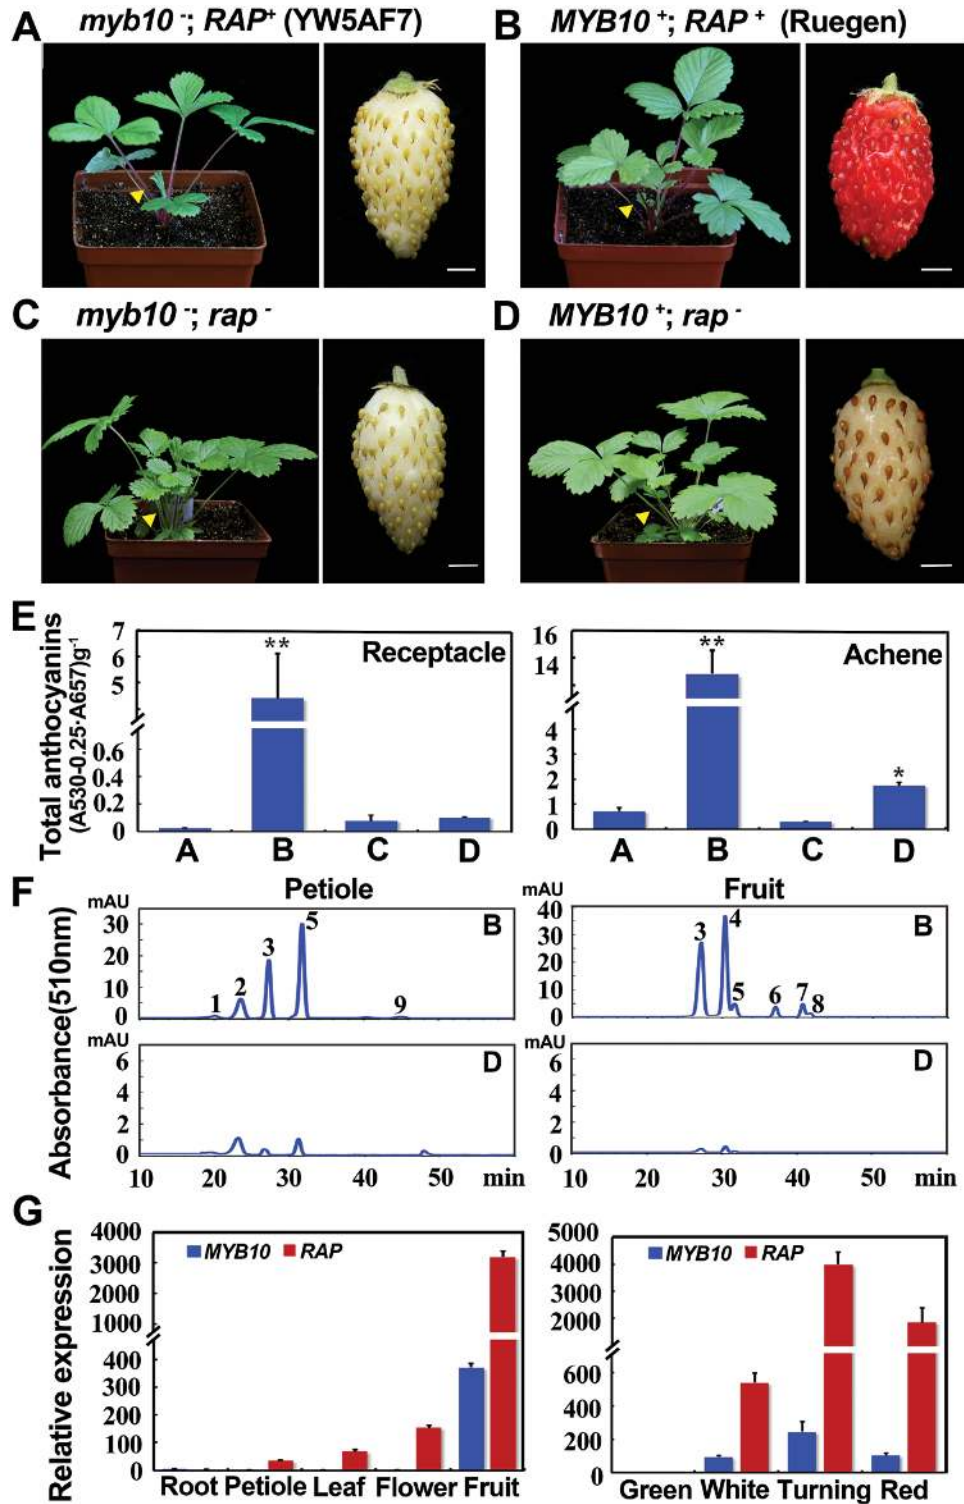 A myb10 -; RAP+ (YW5AF7)
B MYB10 +; RAP + (Ruegen)
C myb10 -; rap -
D MYB10 +; rap -
E
Total anthocyanins
(A530-0.25·A657)g-1
7
6
5
0.6
0.4
0.2
0
**
Receptacle
A B C D
16
14
4
3
2
1
0
**
*
Achene
A B C D
F
Absorbance(510nm)
Petiole
mAU
30
20
10
0
1 2 3 5 9
B
mAU
6
4
2
0
D
10 20 30 40 50 min
Fruit
mAU
40
30
20
10
0
3 4 5 6 7 8
B
mAU
6
4
2
0
D
10 20 30 40 50 min
G
Relative expression
4000
3000
2000
1000
400
300
200
100
0
MYB10 RAP
Root Petiole Leaf Flower Fruit
5000
4000
3000
2000
600
400
200
0
MYB10 RAP
Green White Turning Red